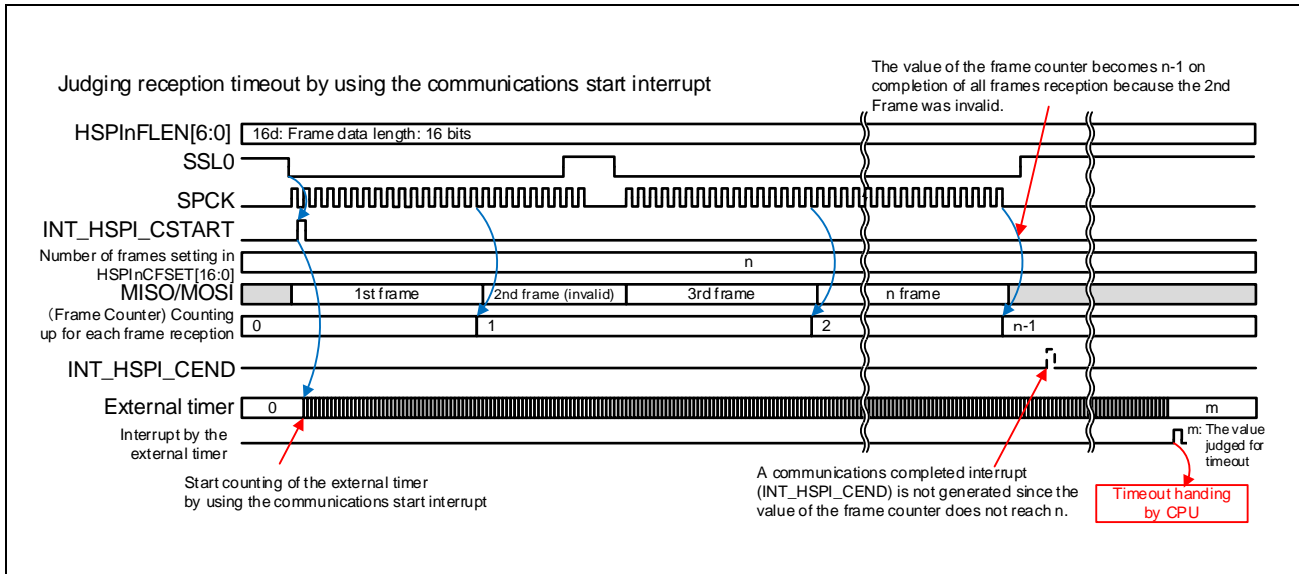 Judging reception timeout by using the communications start interrupt
The value of the frame counter becomes n-1 on
completion of all frames reception because the 2nd
Frame was invalid.
HSPInFLEN[6:0]
16d: Frame data length: 16 bits
SSL0
SPCK
INT_HSPI_CSTART
Number of frames setting in
HSPInCFSET[16:0]
n
MISO/MOSI
1st frame
2nd frame (invalid)
3rd frame
n frame
(Frame Counter) Counting
up for each frame reception
0
1
2
n-1
INT_HSPI_CEND
External timer
0
m
Interrupt by the
external timer
m: The value
judged for
timeout
Start counting of the external timer
by using the communications start interrupt
A communications completed interrupt
(INT_HSPI_CEND) is not generated since the
value of the frame counter does not reach n.
Timeout handing
by CPU